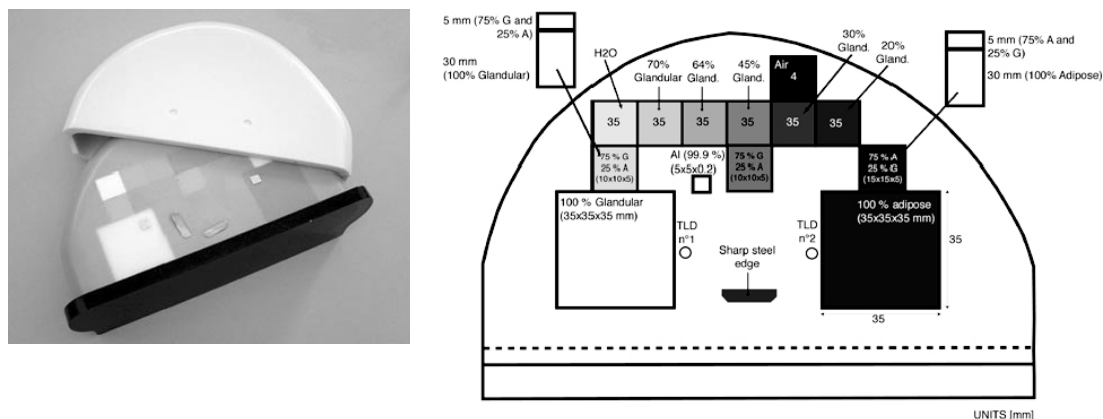 5 mm (75% G and
25% A)
30 mm
(100% Glandular)
H2O
70%
Glandular
64%
Gland.
45%
Gland.
Air
4
30%
Gland.
20%
Gland.
5 mm (75% A and
25% G)
30 mm (100% Adipose)
35
35
35
35
35
35
75 % G
25 % A
(10x10x5)
Al (99.9 %)
(5x5x0.2)
75 % G
25 % A
(10x10x5)
75 % A
25 % G
(15x15x5)
100 % Glandular
(35x35x35 mm)
TLD
n°1
Sharp steel
edge
TLD
n°2
100 % adipose
(35x35x35 mm)
35
35
UNITS [mm]